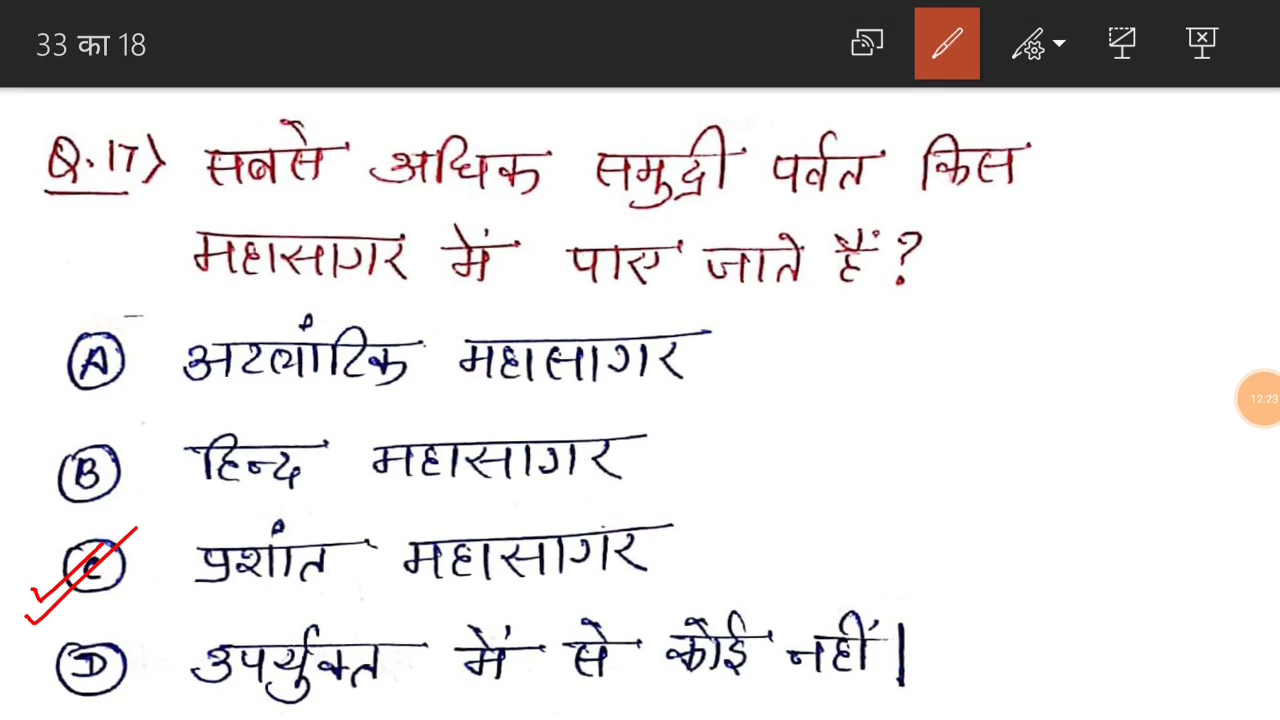 33 का 18
Q.17) सबसे अधिक समुद्री पर्वत किस
महासागर में पाए जाते हैं?
A अटलांटिक महासागर
12:23
B हिन्द महासागर
C प्रशांत महासागर
D उपर्युक्त में से कोई नहीं।